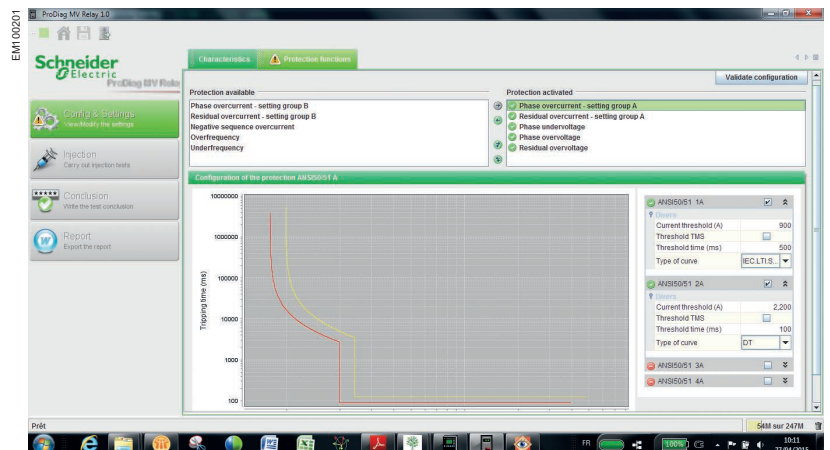 EM100201
ProDiag MV Relay 1.0
Schneider
Electric
ProDiag MV Relay
Characteristics
Protection functions
Validate configuration
Config & Settings
View/Modify the settings
Injection
Carry out injection tests
Conclusion
Write the test conclusion
Report
Export the report
Protection available
Phase overcurrent - setting group B
Residual overcurrent - setting group B
Negative sequence overcurrent
Overfrequency
Underfrequency
Protection activated
Phase overcurrent - setting group A
Residual overcurrent - setting group A
Phase undervoltage
Phase overvoltage
Residual overvoltage
Configuration of the protection ANSI50/51 A
Tripping time (ms)
10000000
1000000
100000
10000
1000
100
ANSI50/51 1A
Divers
Current threshold (A) 900
Threshold TMS
Threshold time (ms) 500
Type of curve IEC.LTI.S...
ANSI50/51 2A
Divers
Current threshold (A) 2,200
Threshold TMS
Threshold time (ms) 100
Type of curve DT
ANSI50/51 3A
ANSI50/51 4A
Prêt
54M sur 247M
FR
100%
10:11
27/04/2015